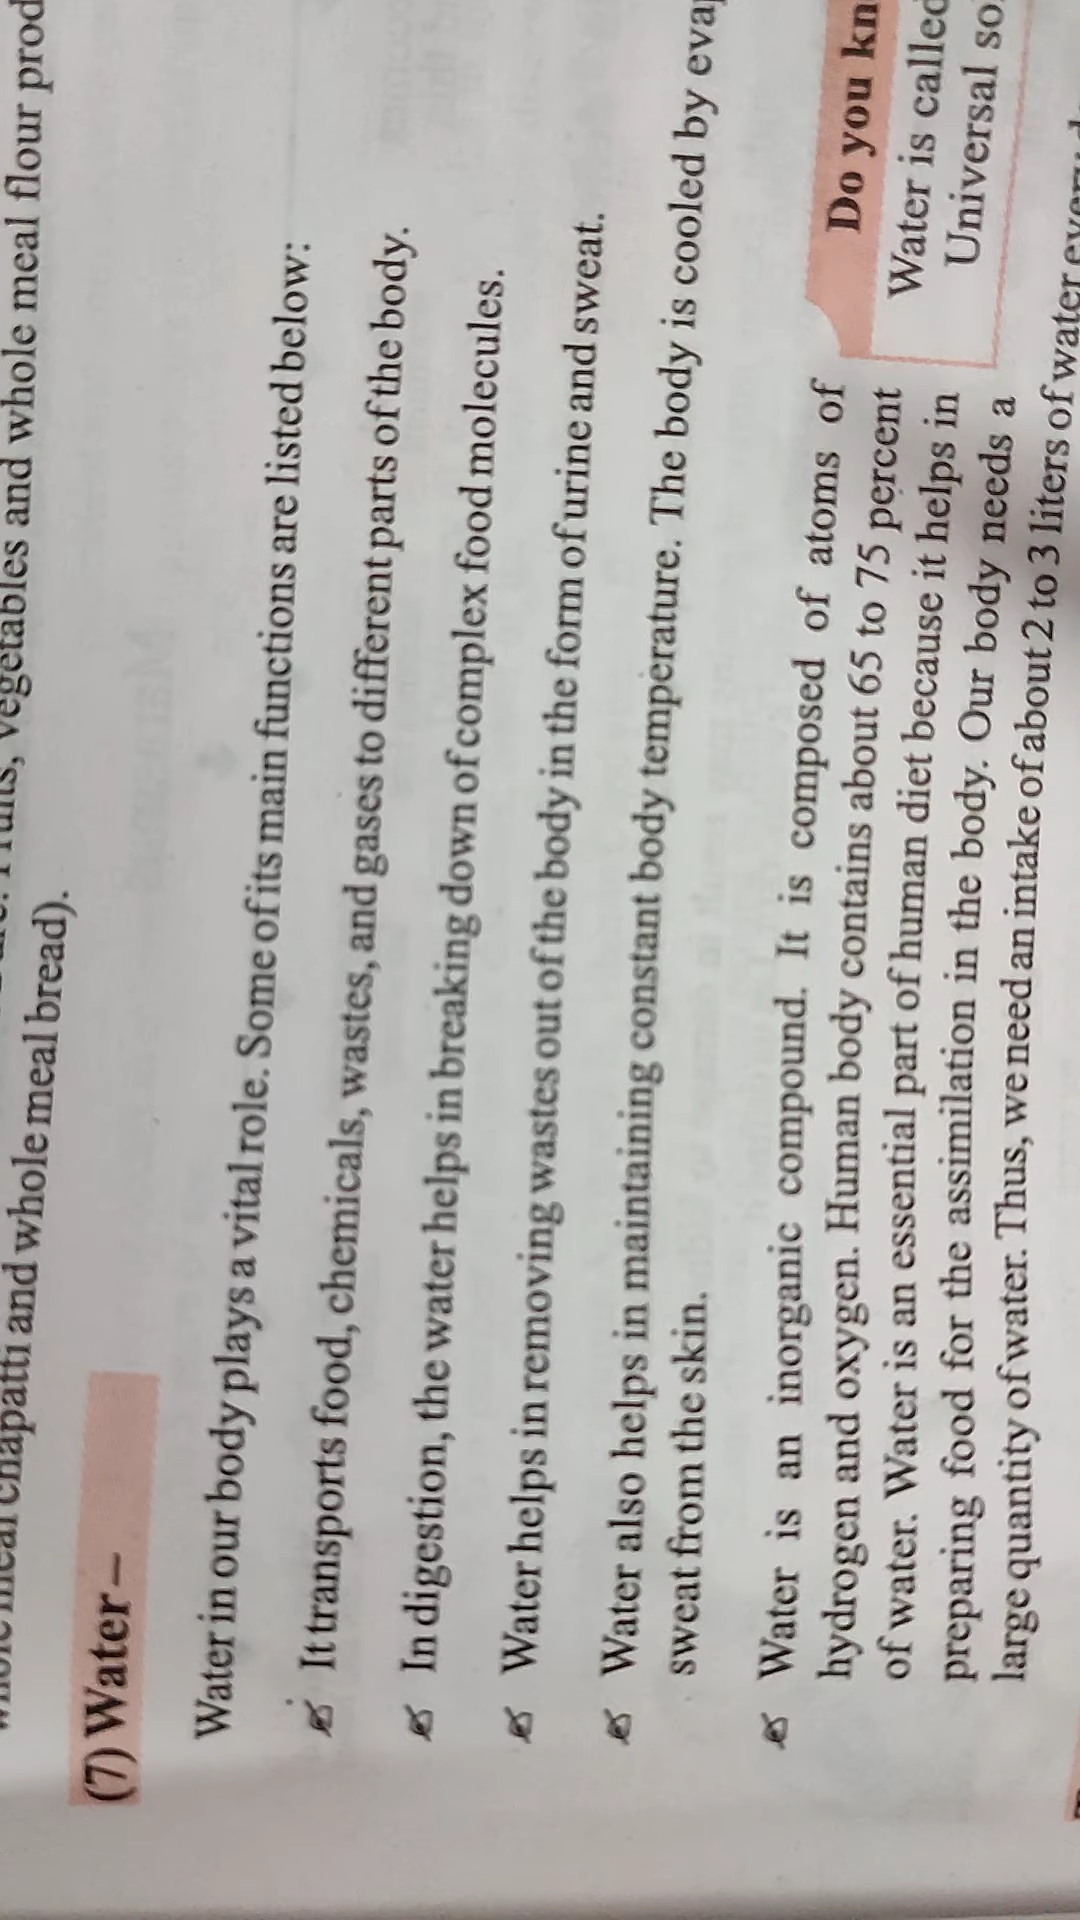 chapatti and whole meal bread).
vegetables and whole meal flour
(7) Water –
Water in our body plays a vital role. Some of its main functions are listed below:
It transports food, chemicals, wastes, and gases to different parts of the body.
In digestion, the water helps in breaking down of complex food molecules.
Water helps in removing wastes out of the body in the form of urine and sweat.
Water also helps in maintaining constant body temperature. The body is cooled by
sweat from the skin.
Water is an inorganic compound. It is composed of atoms of
hydrogen and oxygen. Human body contains about 65 to 75 percent
of water. Water is an essential part of human diet because it helps in
preparing food for the assimilation in the body. Our body needs a
large quantity of water. Thus, we need an intake of about 2 to 3 liters of water
Do you
Water is called
Universal